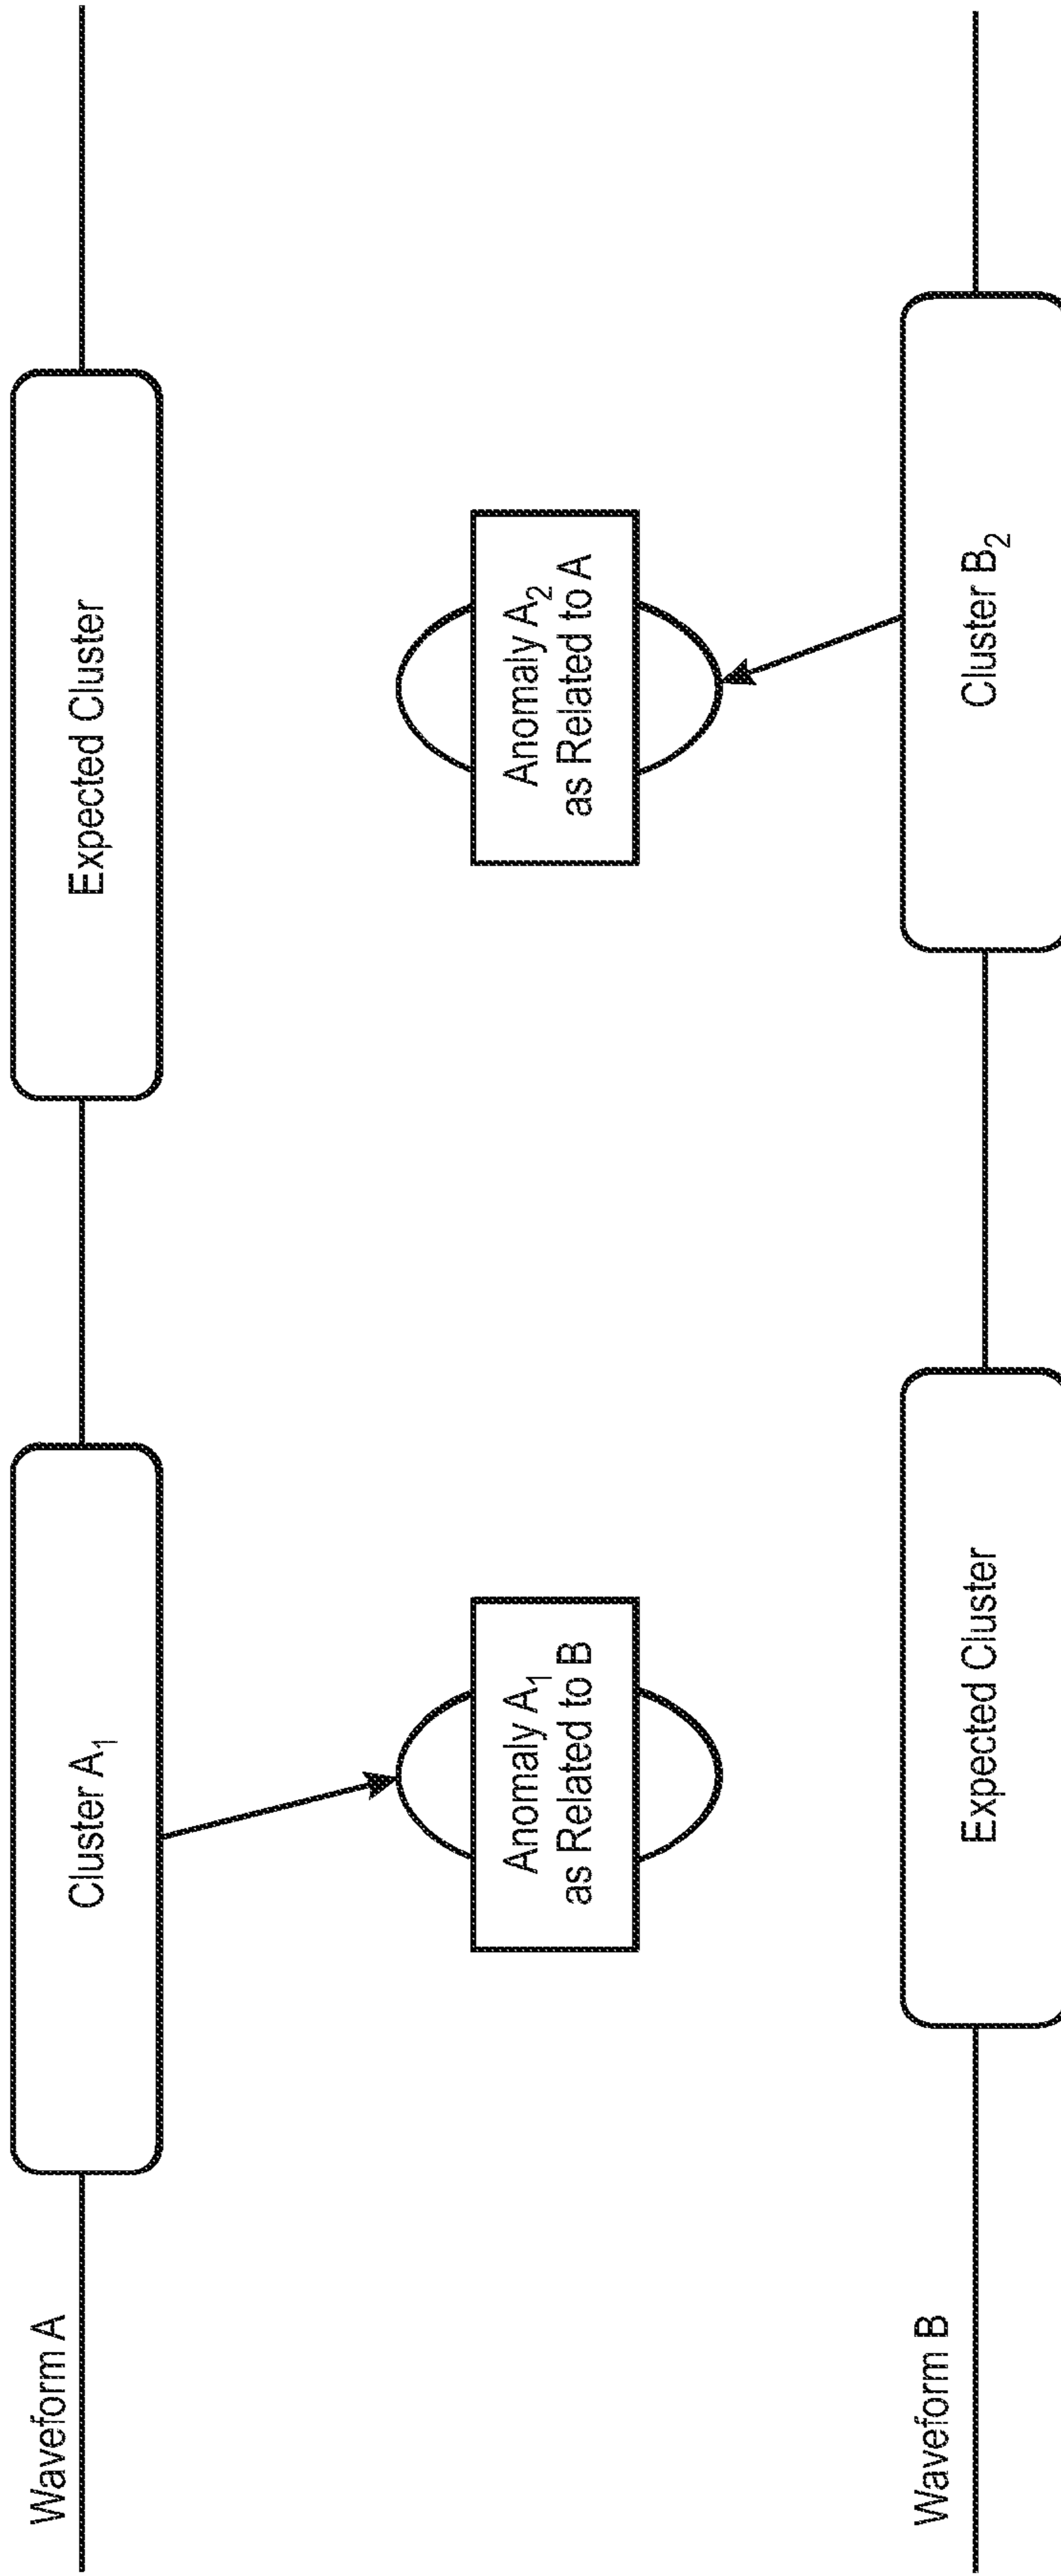 Waveform A
Cluster A₁
Expected Cluster
Anomaly A₁
as Related to B
Anomaly A₂
as Related to A
Waveform B
Expected Cluster
Cluster B₂